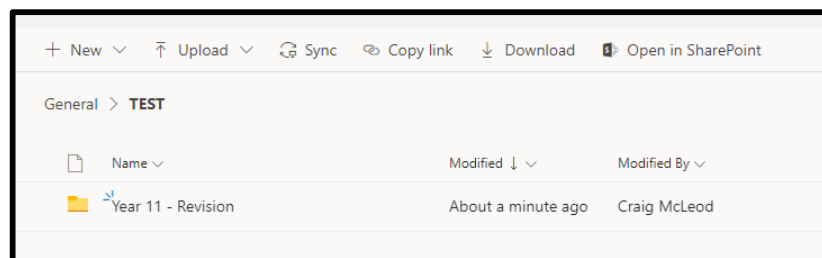 New Upload Sync Copy link Download Open in SharePoint
General > TEST
Name Modified ↓ Modified By
Year 11 - Revision About a minute ago Craig McLeod